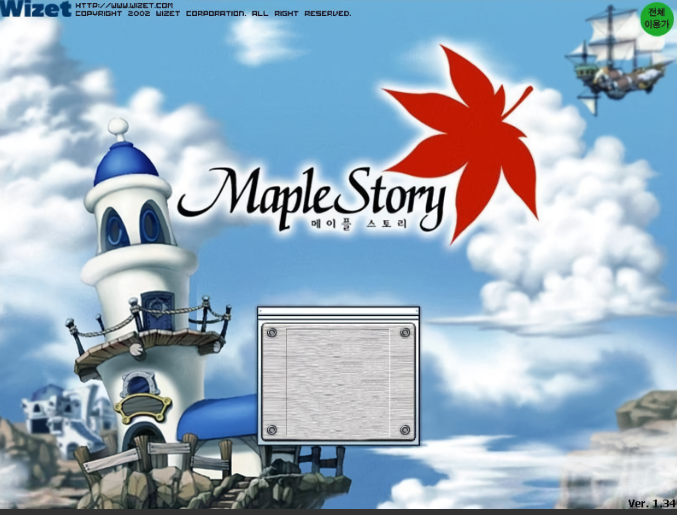 Wizet
HTTP://WWW.WIZET.COM
COPYRIGHT 2002 WIZET CORPORATION. ALL RIGHT RESERVED.
전체
이용가
MapleStory
메이플 스토리
Ver. 1.34